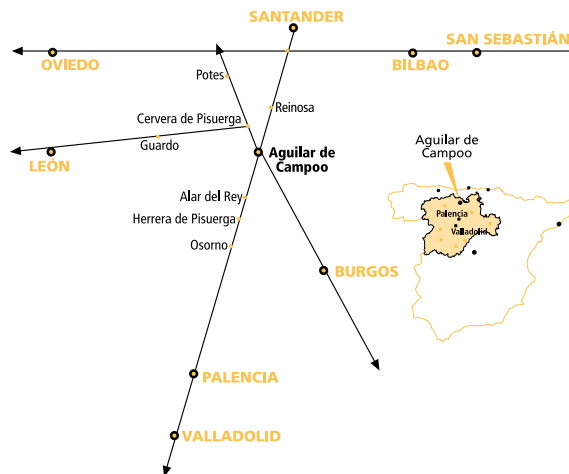 SANTANDER
SAN SEBASTIÁN
OVIEDO
BILBAO
Potes
Reinosa
Cervera de Pisuerga
Guardo
LEÓN
Aguilar de
Campoo
Aguilar de
Campoo
Alar del Rey
Herrera de Pisuerga
Osorno
Palencia
Valladolid
BURGOS
PALENCIA
VALLADOLID